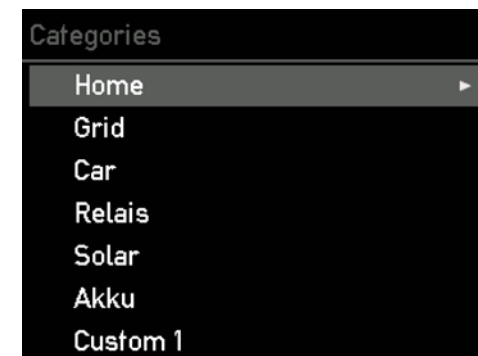 Categories
Home
Grid
Car
Relais
Solar
Akku
Custom 1